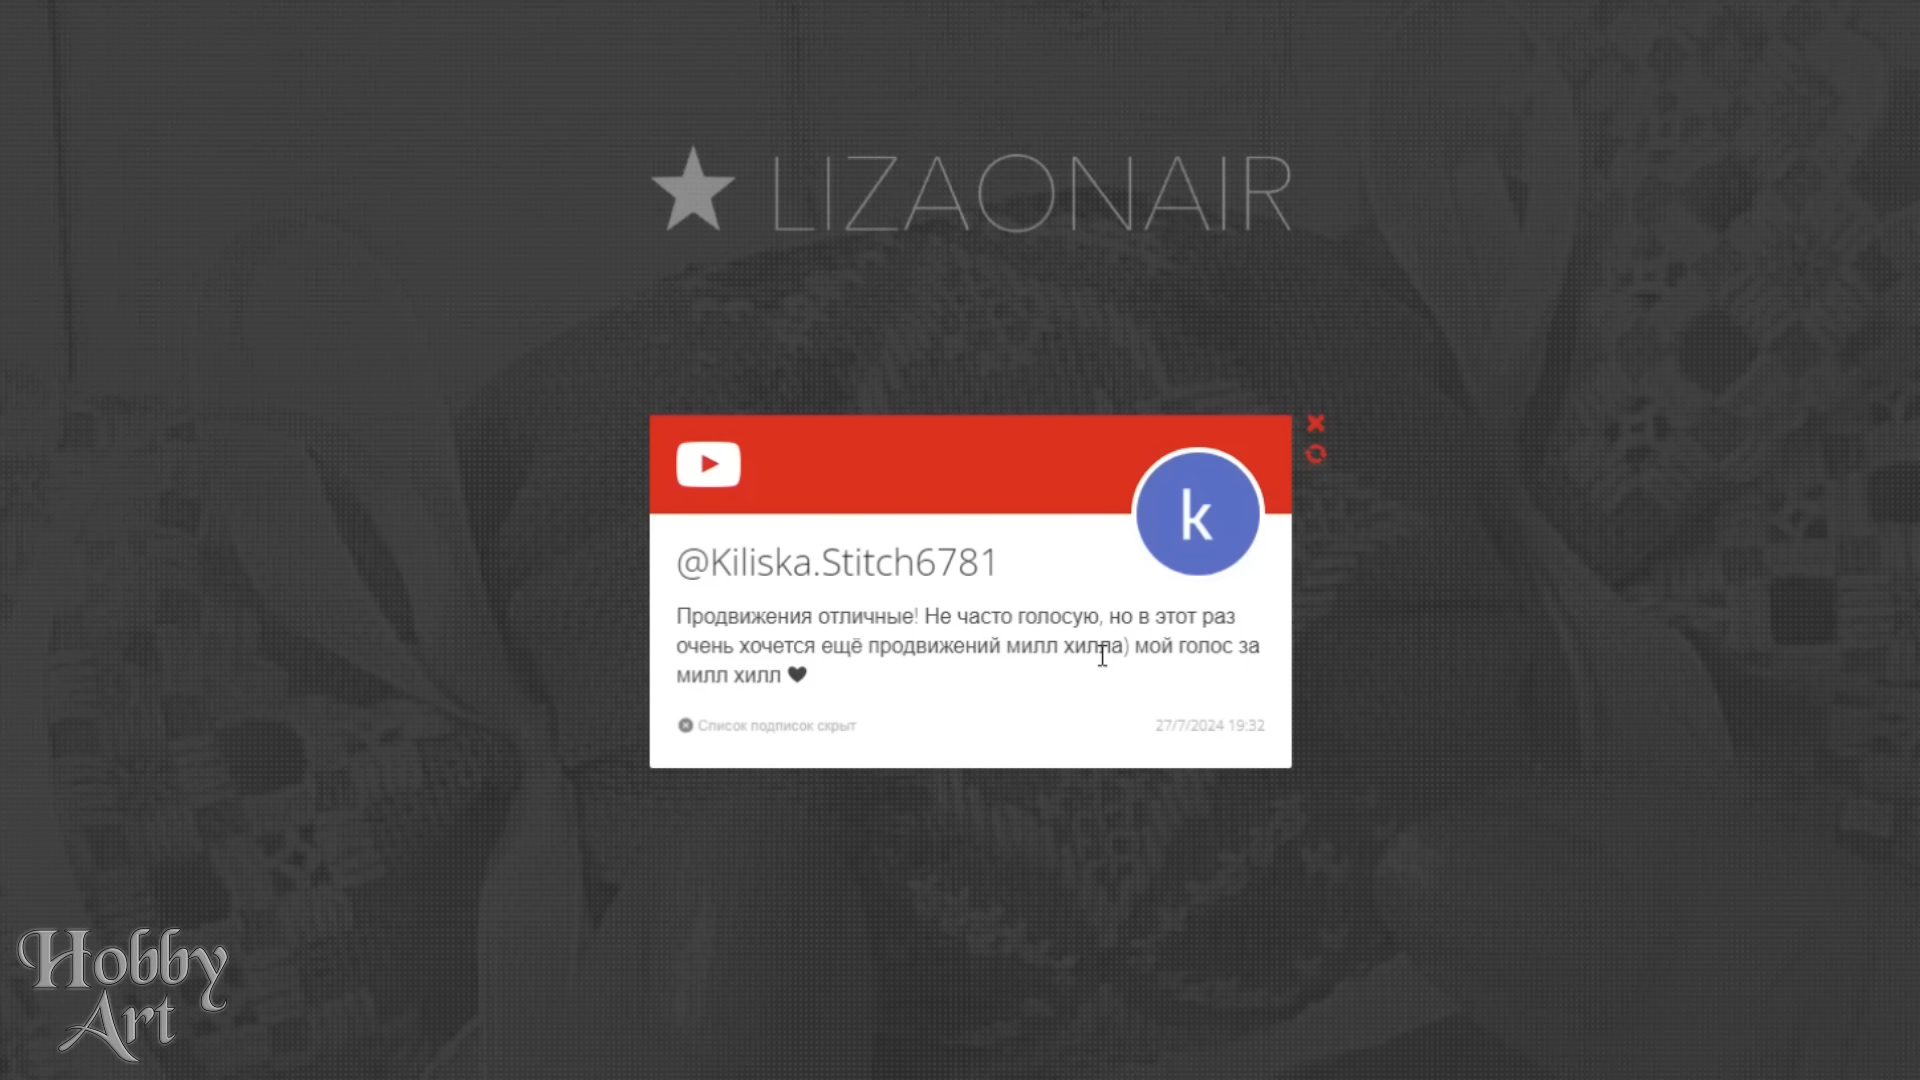 ★ LIZAONAIR
k
@Kiliska.Stitch6781
Продвижения отличные! Не часто голосую, но в этот раз
очень хочется ещё продвижений милл хилла) мой голос за
милл хилл ♥
Список подписок скрыт
27/7/2024 19:32
Hobby
Art